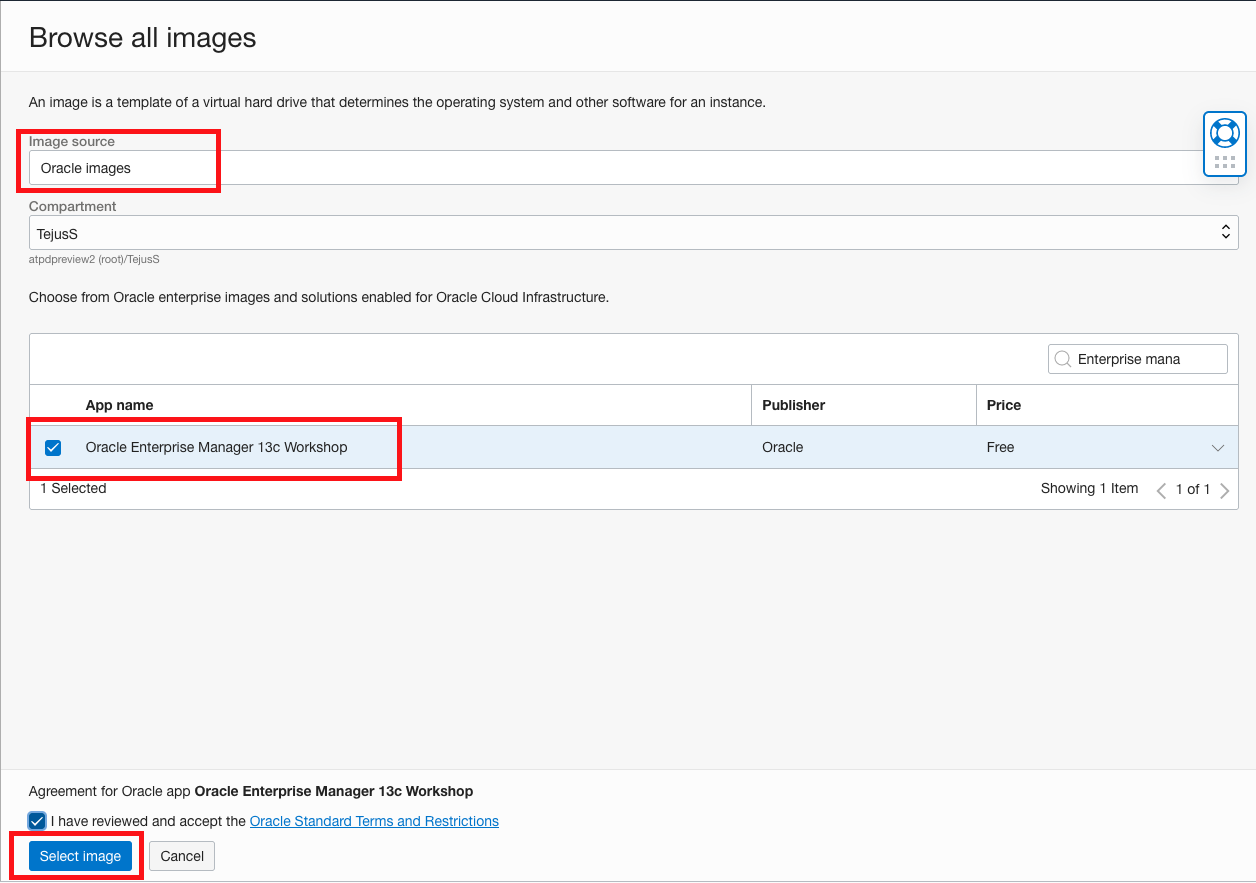 Browse all images
An image is a template of a virtual hard drive that determines the operating system and other software for an instance.
Image source
Oracle images
Compartment
TejusS
atpdpreview2 (root)/TejusS
Choose from Oracle enterprise images and solutions enabled for Oracle Cloud Infrastructure.
Enterprise mana
App name Publisher Price
Oracle Enterprise Manager 13c Workshop Oracle Free
1 Selected Showing 1 Item 1 of 1
Agreement for Oracle app Oracle Enterprise Manager 13c Workshop
I have reviewed and accept the Oracle Standard Terms and Restrictions
Select image Cancel